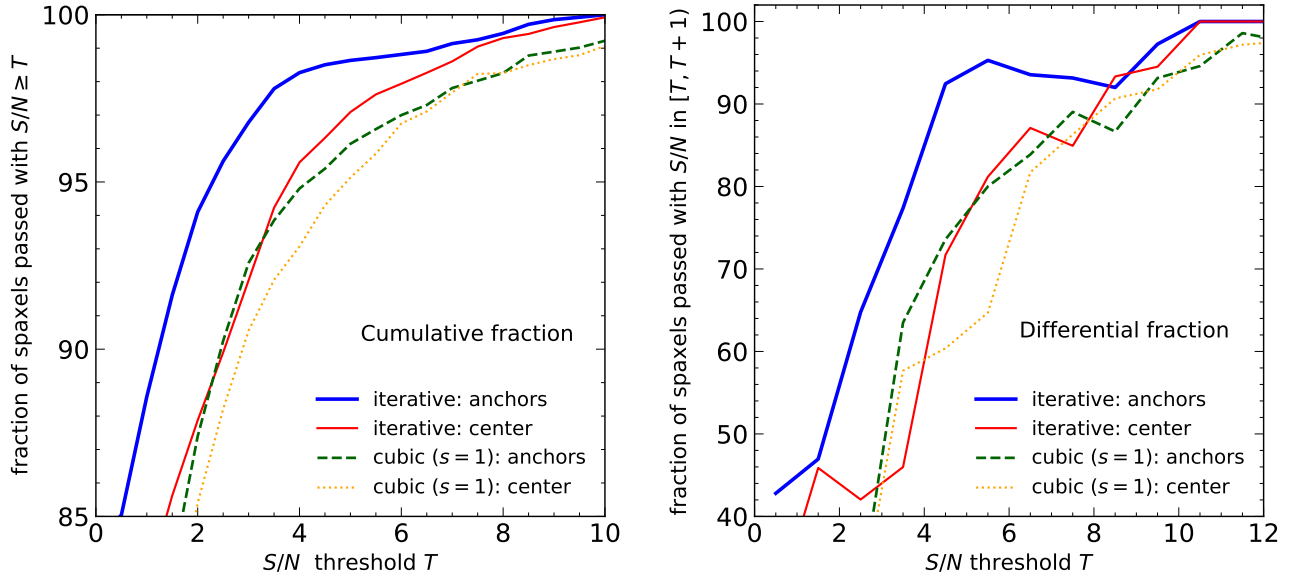 fraction of spaxels passed with S/N ≥ T
100
95
90
85
0
2
4
6
8
10
S/N threshold T
Cumulative fraction
iterative: anchors
iterative: center
cubic (s = 1): anchors
cubic (s = 1): center
fraction of spaxels passed with S/N in [T, T + 1)
100
90
80
70
60
50
40
0
2
4
6
8
10
12
S/N threshold T
Differential fraction
iterative: anchors
iterative: center
cubic (s = 1): anchors
cubic (s = 1): center